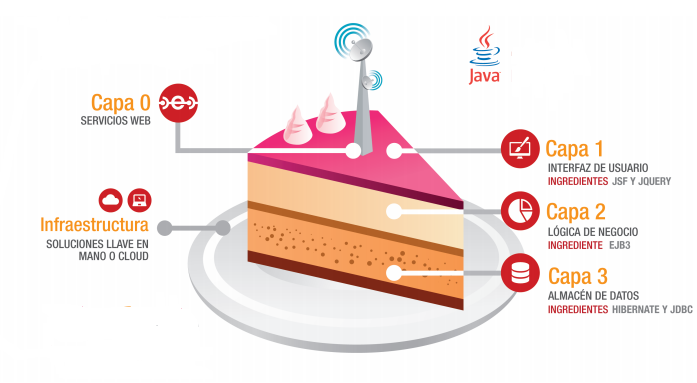 Java
Capa 0
SERVICIOS WEB
Capa 1
INTERFAZ DE USUARIO
INGREDIENTES JSF Y JQUERY
Capa 2
LÓGICA DE NEGOCIO
INGREDIENTE EJB3
Infraestructura
SOLUCIONES LLAVE EN
MANO O CLOUD
Capa 3
ALMACÉN DE DATOS
INGREDIENTES HIBERNATE Y JDBC